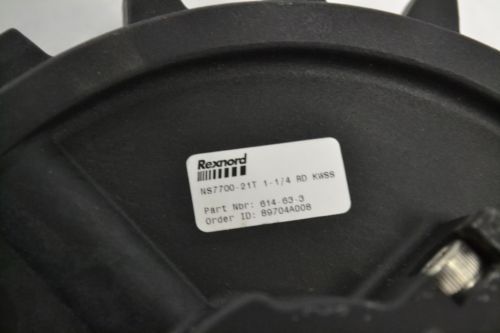 Rexnord
NS7700-21T 1-1/4 RD KWSS
Part Nbr: 614-63-3
Order ID: 89704A008